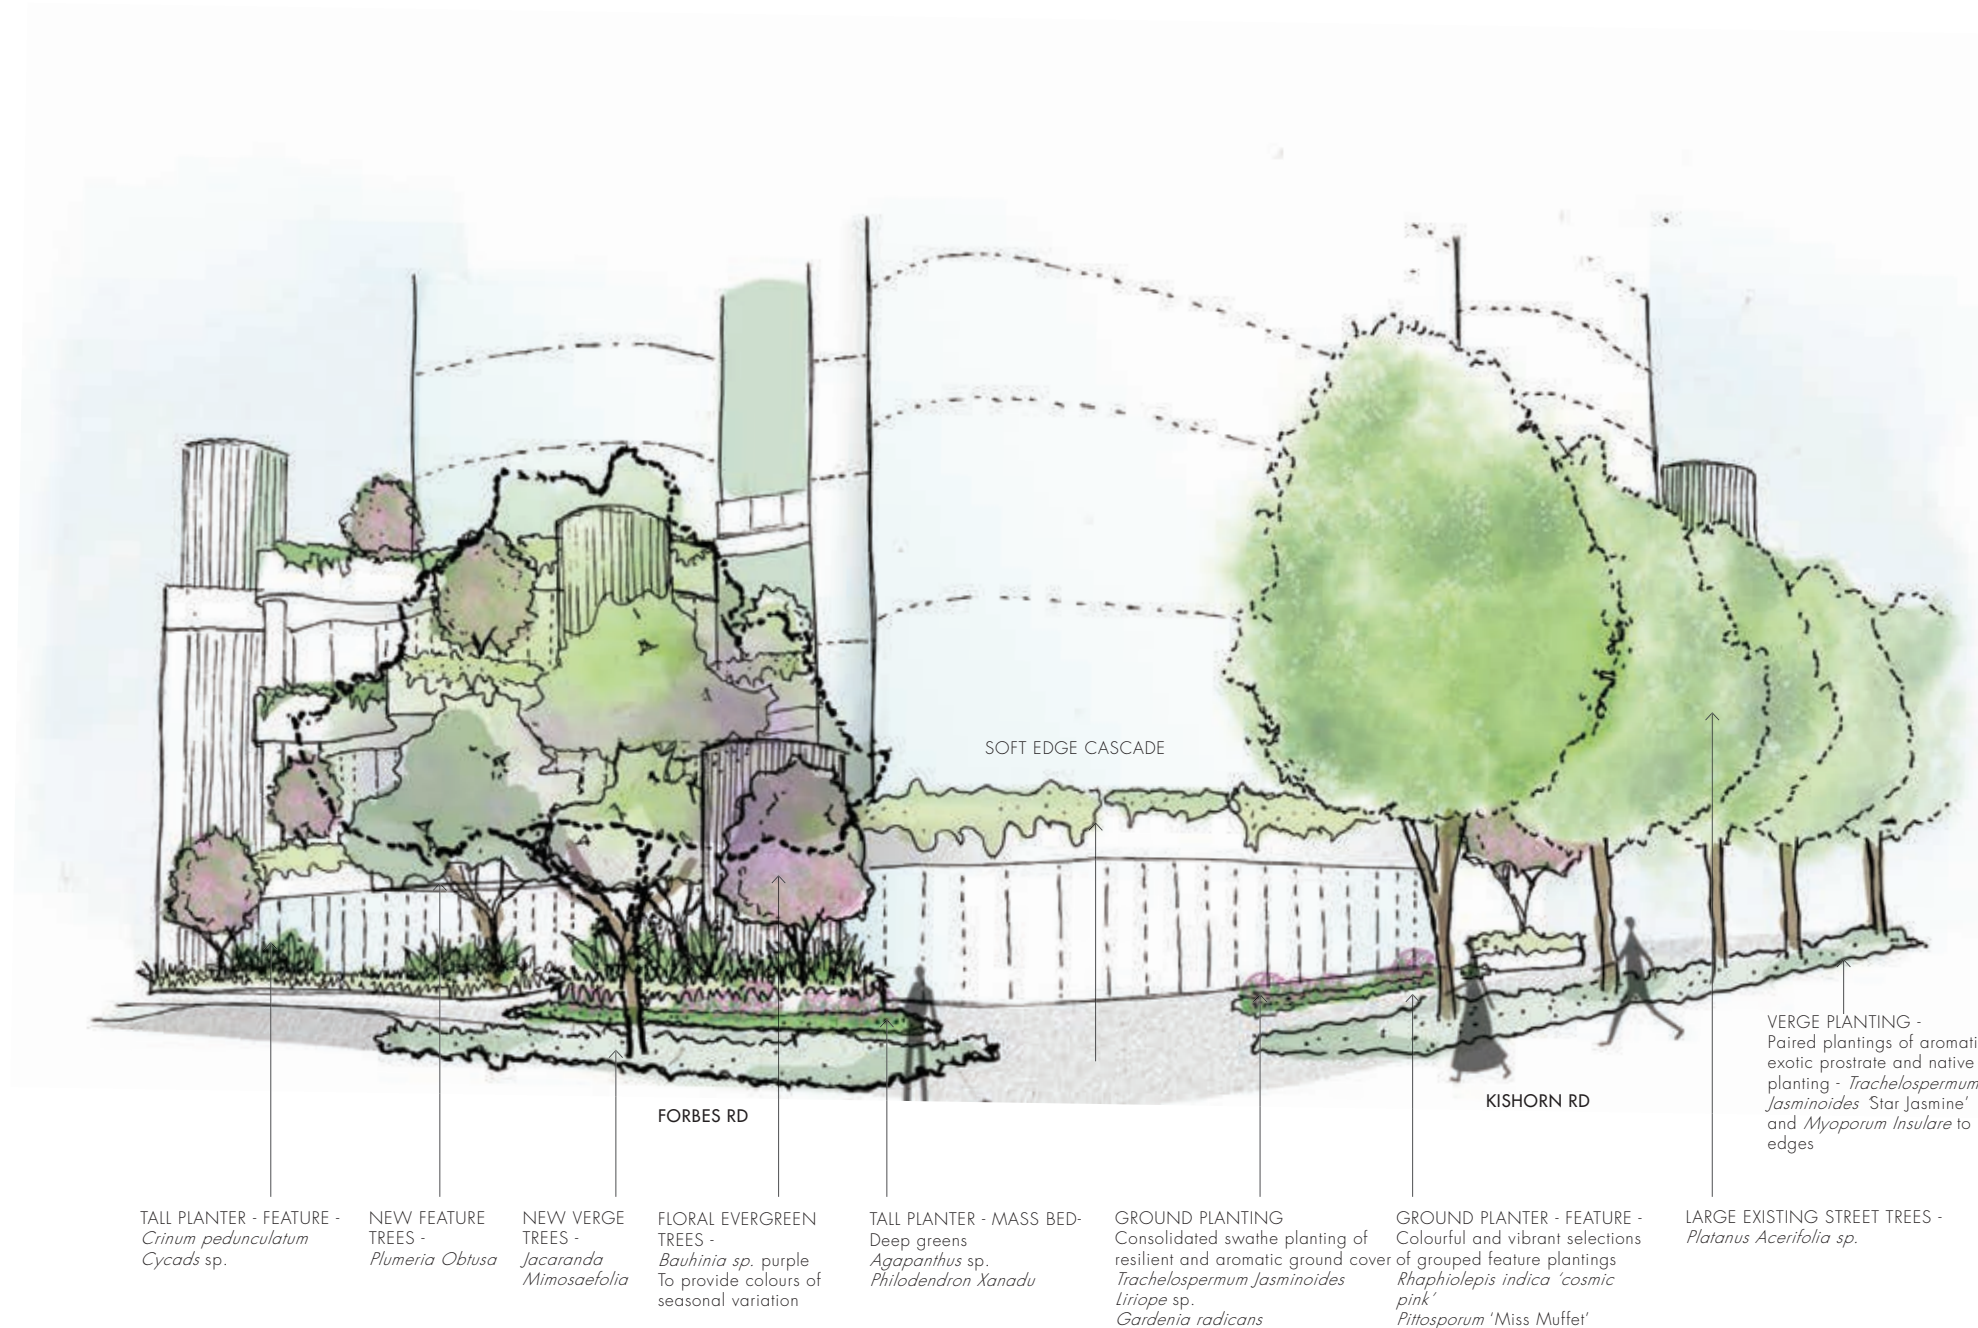 SOFT EDGE CASCADE
FORBES RD
KISHORN RD
VERGE PLANTING -
Paired plantings of aromati
exotic prostrate and native
planting - Trachelospermum
Jasminoides 'Star Jasmine'
and Myoporum Insulare to
edges
TALL PLANTER - FEATURE -
Crinum pedunculatum
Cycads sp.
NEW FEATURE
TREES -
Plumeria Obtusa
NEW VERGE
TREES -
Jacaranda
Mimosaefolia
FLORAL EVERGREEN
TREES -
Bauhinia sp. purple
To provide colours of
seasonal variation
TALL PLANTER - MASS BED-
Deep greens
Agapanthus sp.
Philodendron Xanadu
GROUND PLANTING
Consolidated swathe planting of
resilient and aromatic ground cover
Trachelospermum Jasminoides
Liriope sp.
Gardenia radicans
GROUND PLANTER - FEATURE -
Colourful and vibrant selections
of grouped feature plantings
Rhaphiolepis indica 'cosmic
pink'
Pittosporum 'Miss Muffet'
LARGE EXISTING STREET TREES -
Platanus Acerifolia sp.